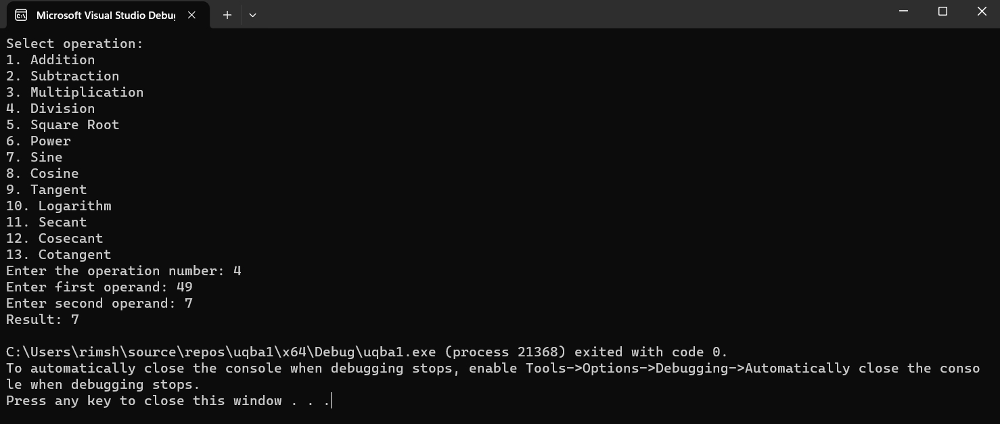 Microsoft Visual Studio Debu
Select operation:
1. Addition
2. Subtraction
3. Multiplication
4. Division
5. Square Root
6. Power
7. Sine
8. Cosine
9. Tangent
10. Logarithm
11. Secant
12. Cosecant
13. Cotangent
Enter the operation number: 4
Enter first operand: 49
Enter second operand: 7
Result: 7
C:\Users\rimsh\source\repos\uqba1\x64\Debug\uqba1.exe (process 21368) exited with code 0.
To automatically close the console when debugging stops, enable Tools->Options->Debugging->Automatically close the conso
le when debugging stops.
Press any key to close this window . . .